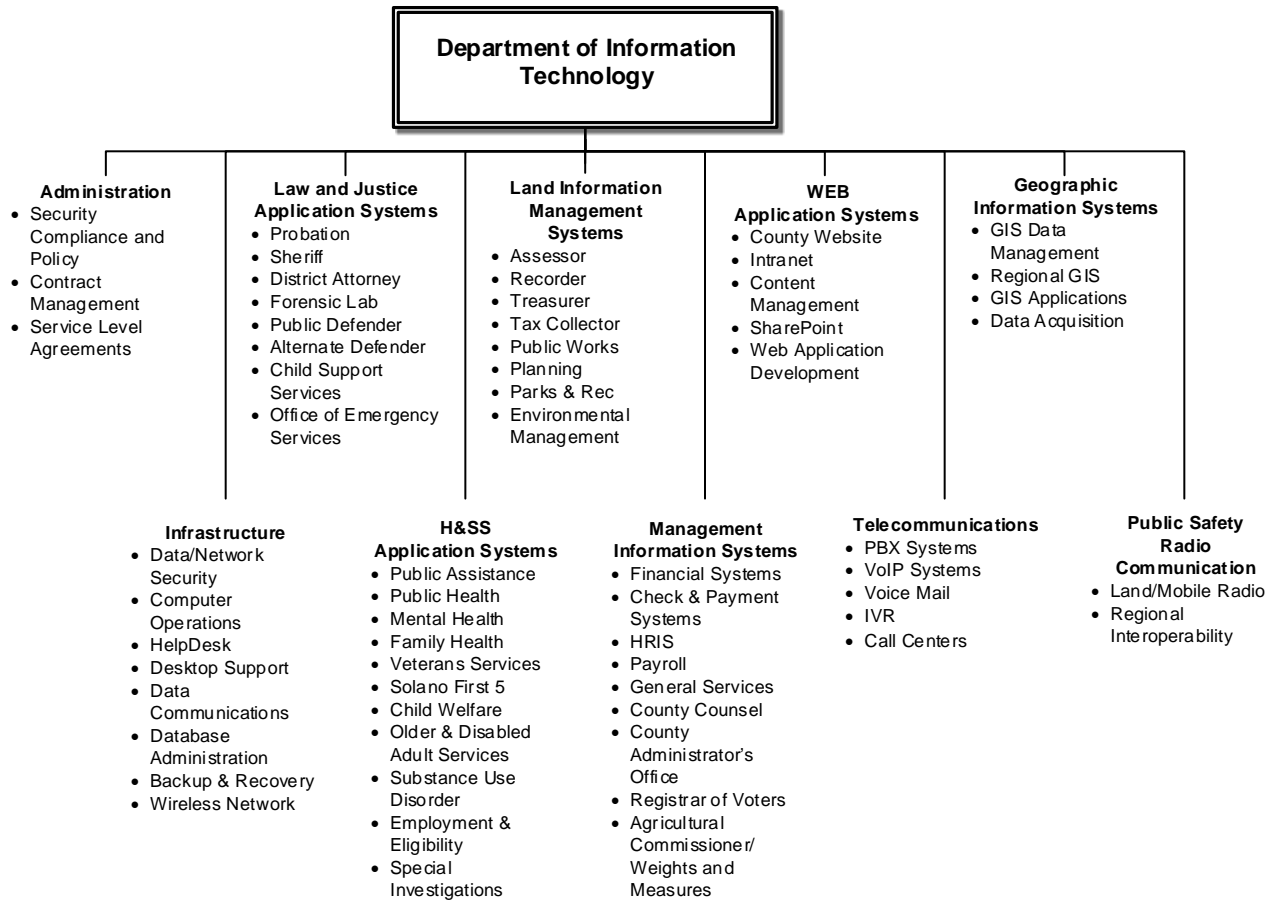 Department of Information
Technology
Administration
• Security
Compliance and
Policy
• Contract
Management
• Service Level
Agreements
Law and Justice
Application Systems
• Probation
• Sheriff
• District Attorney
• Forensic Lab
• Public Defender
• Alternate Defender
• Child Support
Services
• Office of Emergency
Services
Land Information
Management
Systems
• Assessor
• Recorder
• Treasurer
• Tax Collector
• Public Works
• Planning
• Parks & Rec
• Environmental
Management
WEB
Application Systems
• County Website
• Intranet
• Content
Management
• SharePoint
• Web Application
Development
Geographic
Information Systems
• GIS Data
Management
• Regional GIS
• GIS Applications
• Data Acquisition
Infrastructure
• Data/Network
Security
• Computer
Operations
• HelpDesk
• Desktop Support
• Data
Communications
• Database
Administration
• Backup & Recovery
• Wireless Network
H&SS
Application Systems
• Public Assistance
• Public Health
• Mental Health
• Family Health
• Veterans Services
• Solano First 5
• Child Welfare
• Older & Disabled
Adult Services
• Substance Use
Disorder
• Employment &
Eligibility
• Special
Investigations
Management
Information Systems
• Financial Systems
• Check & Payment
Systems
• HRIS
• Payroll
• General Services
• County Counsel
• County
Administrator's
Office
• Registrar of Voters
• Agricultural
Commissioner/
Weights and
Measures
Telecommunications
• PBX Systems
• VoIP Systems
• Voice Mail
• IVR
• Call Centers
Public Safety
Radio
Communication
• Land/Mobile Radio
• Regional
Interoperability